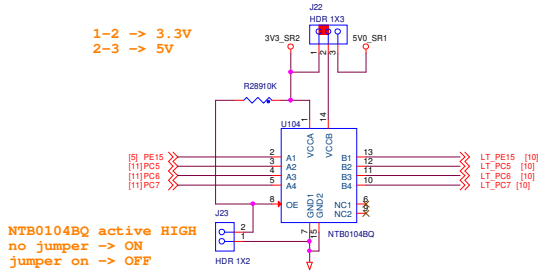 J22
1-2 -> 3.3V
HDR 1X3
2-3 -> 5V
3V3_SR2
5V0_SR1
1
2
3
R289
10K
1
14
U104
VCCA
VCCB
[5] PE15
2
A1
B1
13
LT_PE15 [10]
[11] PC5
3
A2
B2
12
LT_PC5 [10]
[11] PC6
4
A3
B3
11
LT_PC6 [10]
[11] PC7
5
A4
B4
10
LT_PC7 [10]
8
OE
NC1
6
NC2
GND1
GND2
J23
2
1
7
15
NTB0104BQ
HDR 1X2
NTB0104BQ active HIGH
no jumper -> ON
jumper on -> OFF